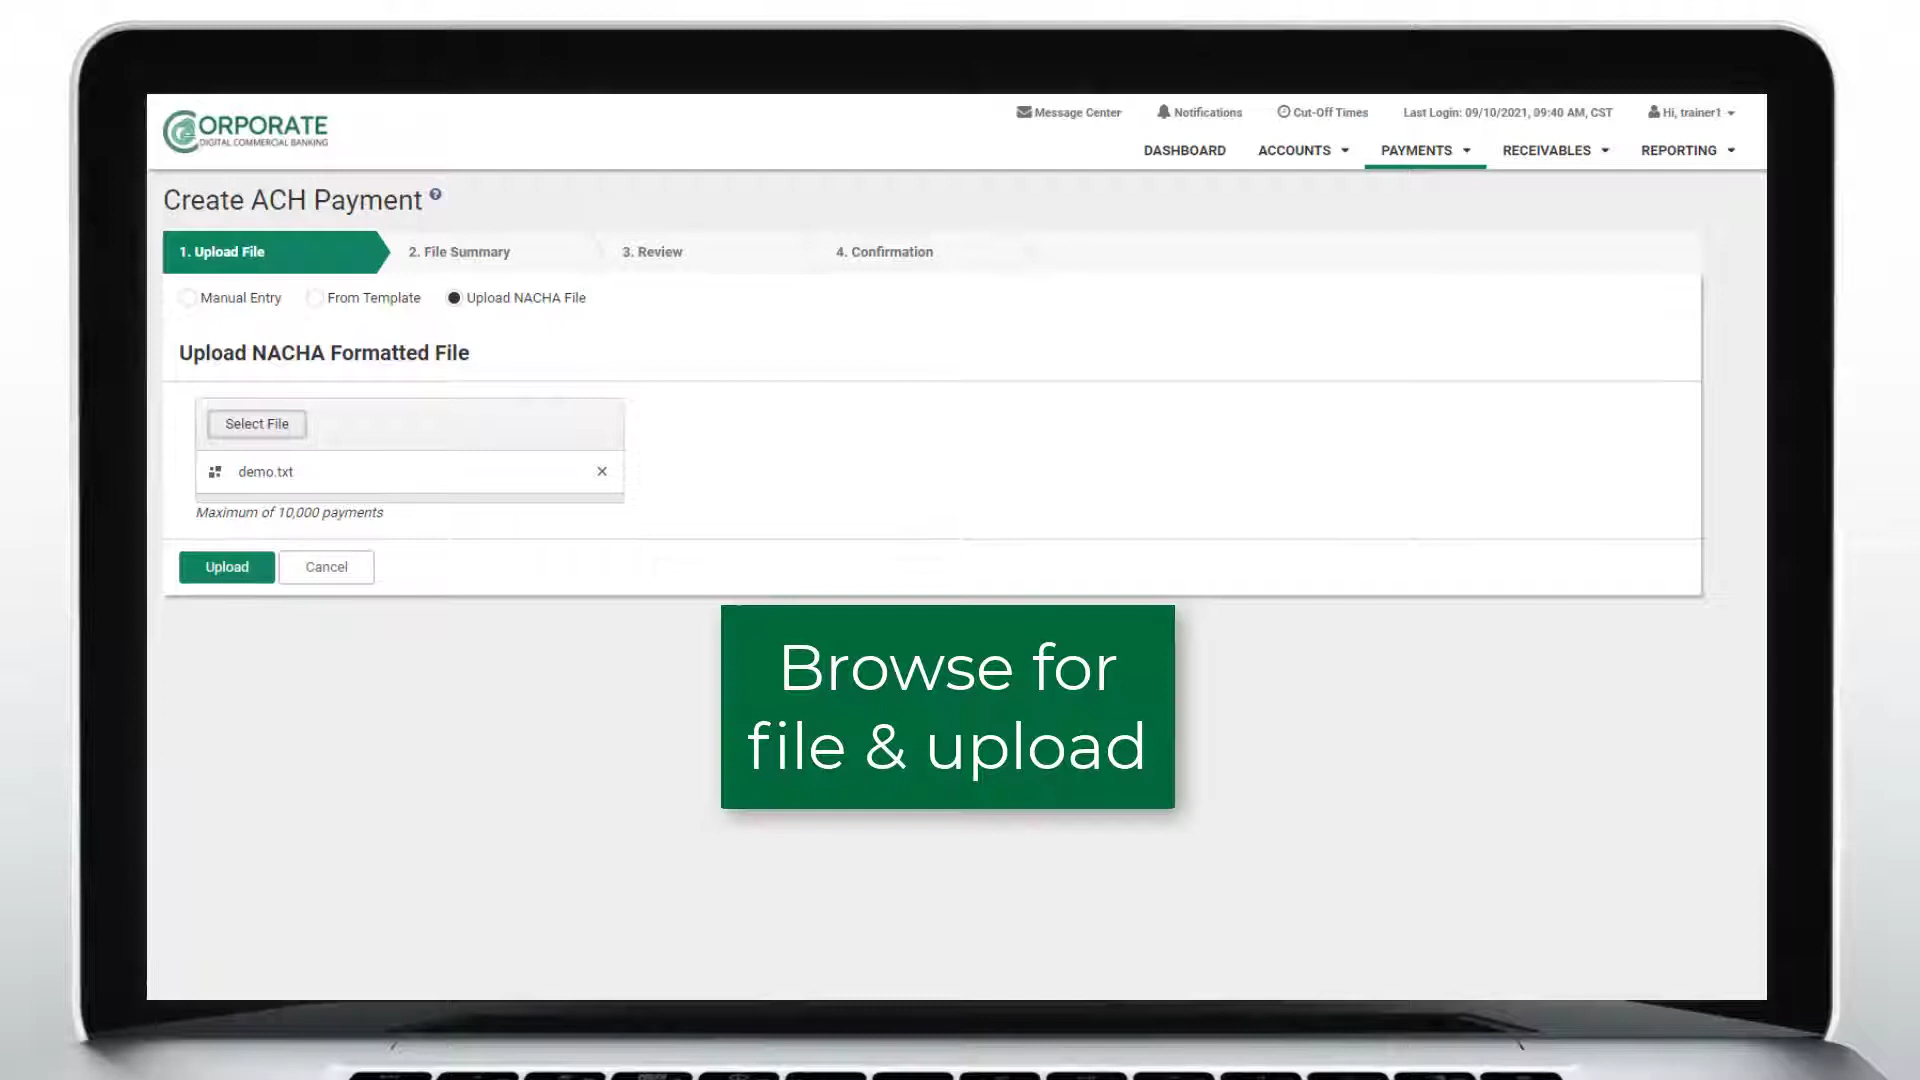 CORPORATE
DIGITAL COMMERCIAL BANKING
Message Center
Notifications
Cut-Off Times
Last Login: 09/10/2021, 09:40 AM, CST
Hi, trainer1
DASHBOARD
ACCOUNTS
PAYMENTS
RECEIVABLES
REPORTING
Create ACH Payment ?
1. Upload File
2. File Summary
3. Review
4. Confirmation
Manual Entry
From Template
Upload NACHA File
Upload NACHA Formatted File
Select File
demo.txt
Maximum of 10,000 payments
Upload
Cancel
Browse for
file & upload